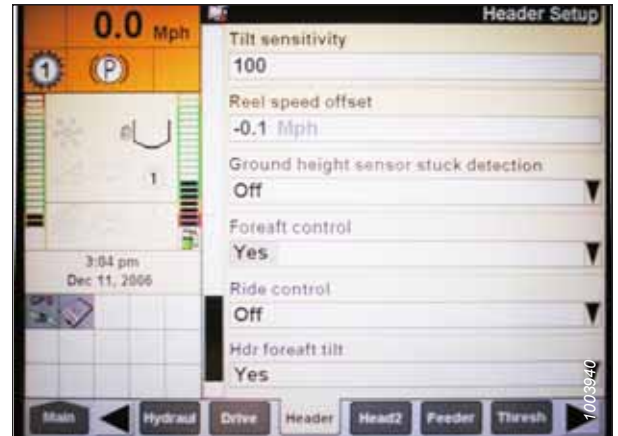 0.0 Mph
Header Setup
1
P
Tilt sensitivity
100
Reel speed offset
-0.1 Mph
Ground height sensor stuck detection
Off
1
Foreaft control
Yes
3:04 pm
Dec 11, 2006
GPS
Ride control
Off
Hdr foreaft tilt
Yes
Main
Hydraul
Drive
Header
Head2
Feeder
Thresh
1003940